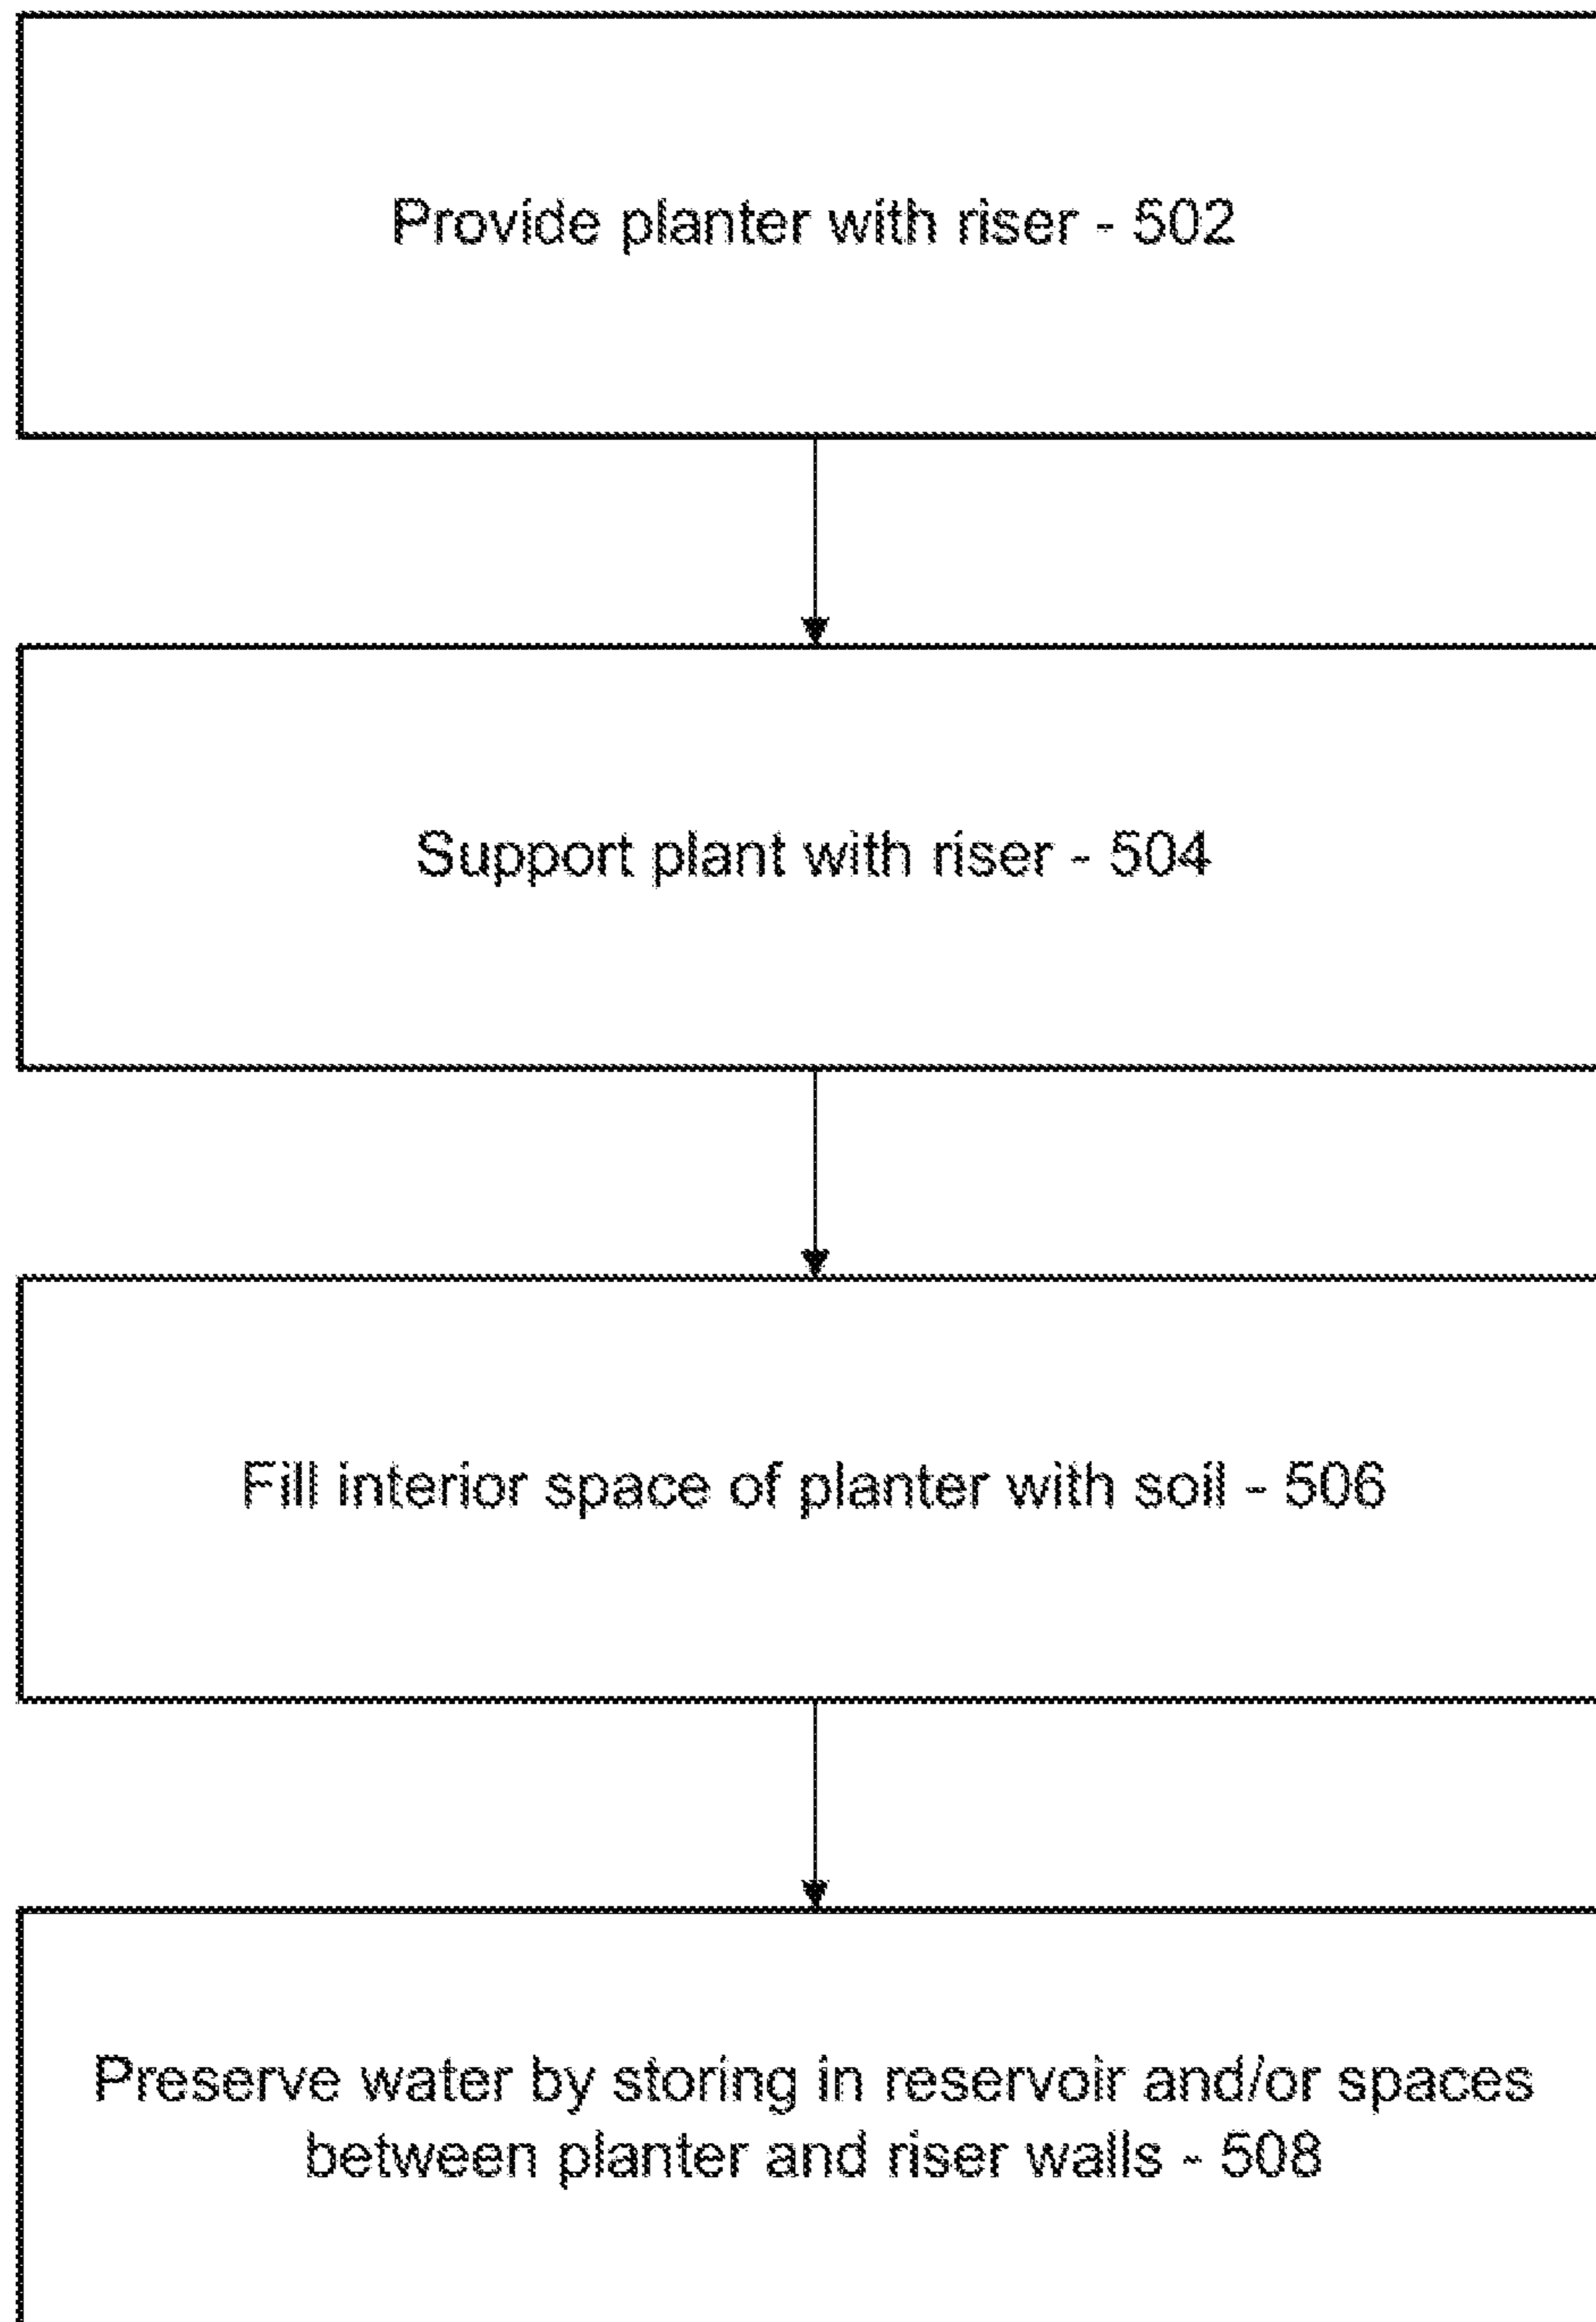 Provide planter with riser - 502
Support plant with riser - 504
Fill interior space of planter with soil - 506
Preserve water by storing in reservoir and/or spaces
between planter and riser walls - 508